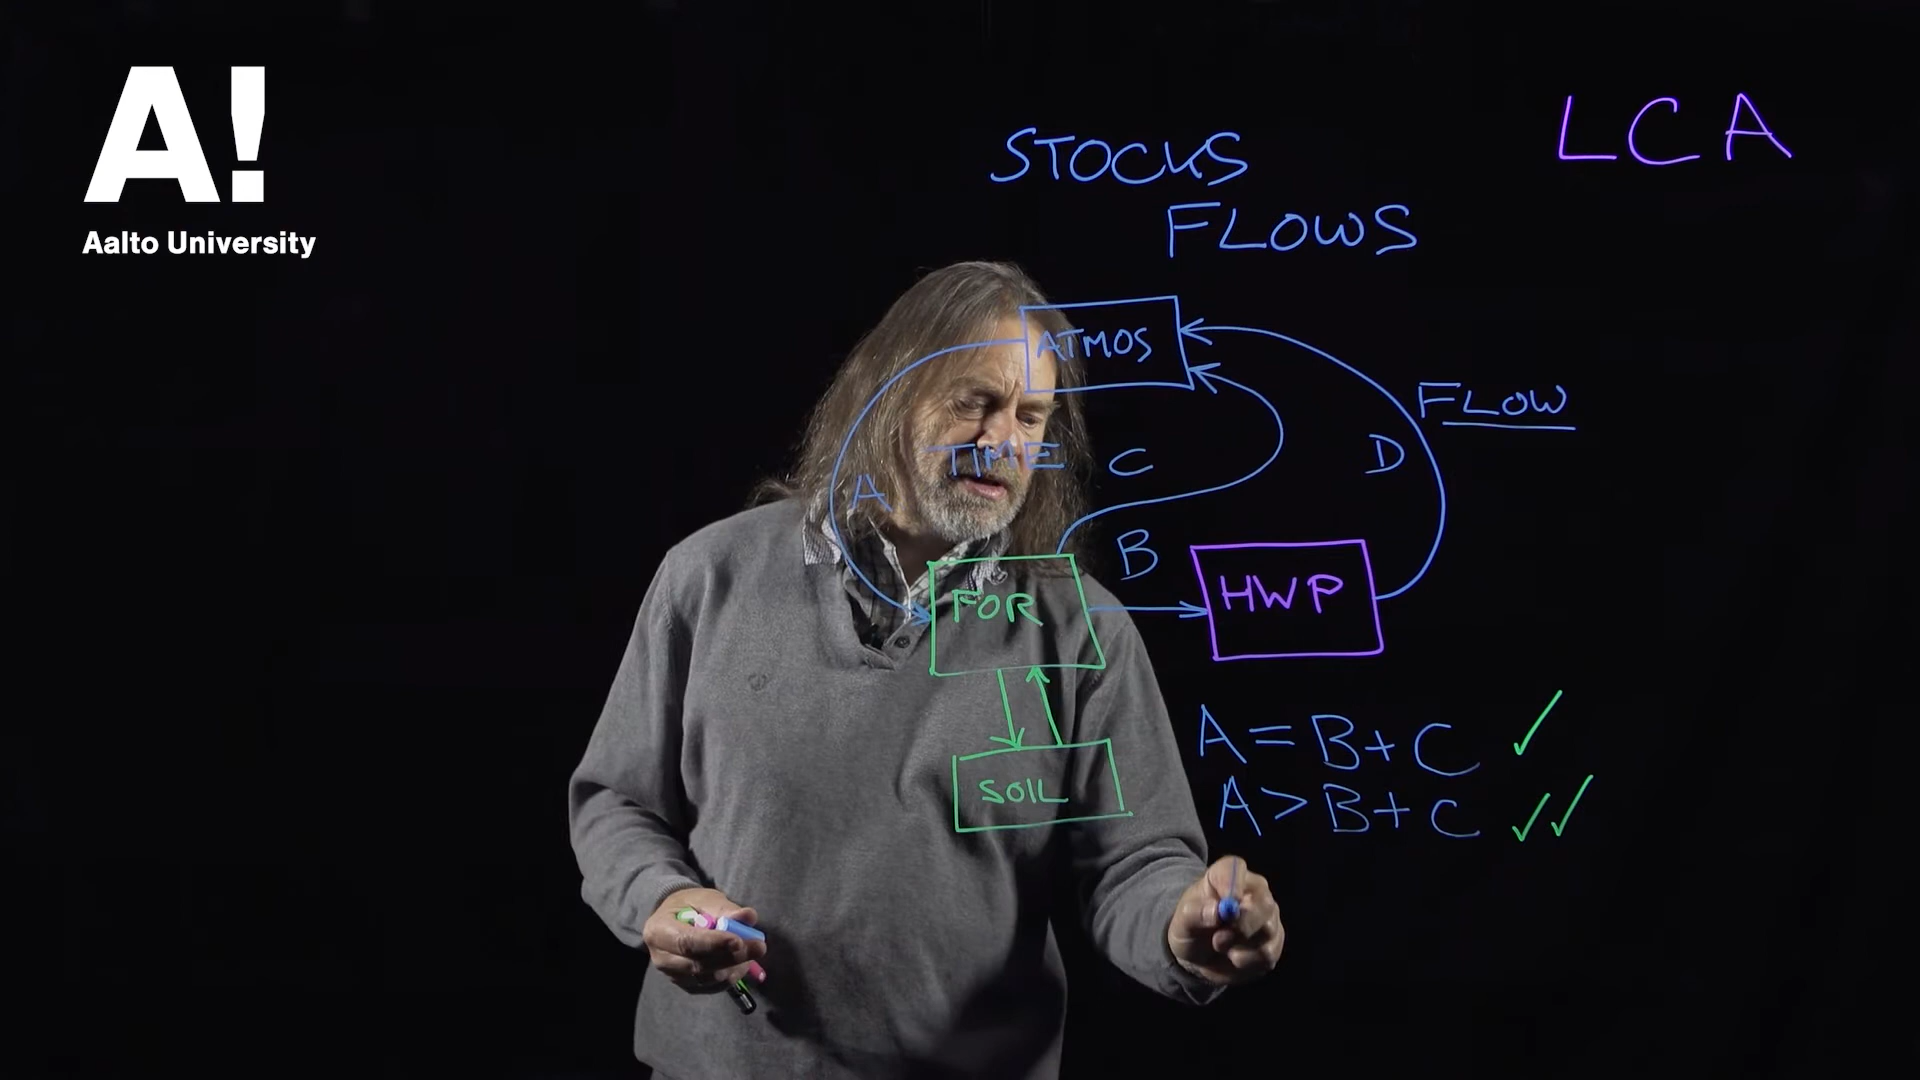 A!
Aalto University
LCA
STOCKS
FLOWS
ATMOS
FLOW
TIME
C
D
A
B
FOR
HWP
SOIL
A = B + C ✓
A > B + C ✓✓